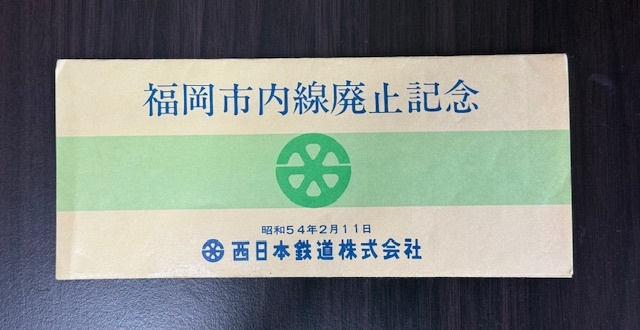 福岡市内線廃止記念
昭和54年2月11日
西日本鉄道株式会社